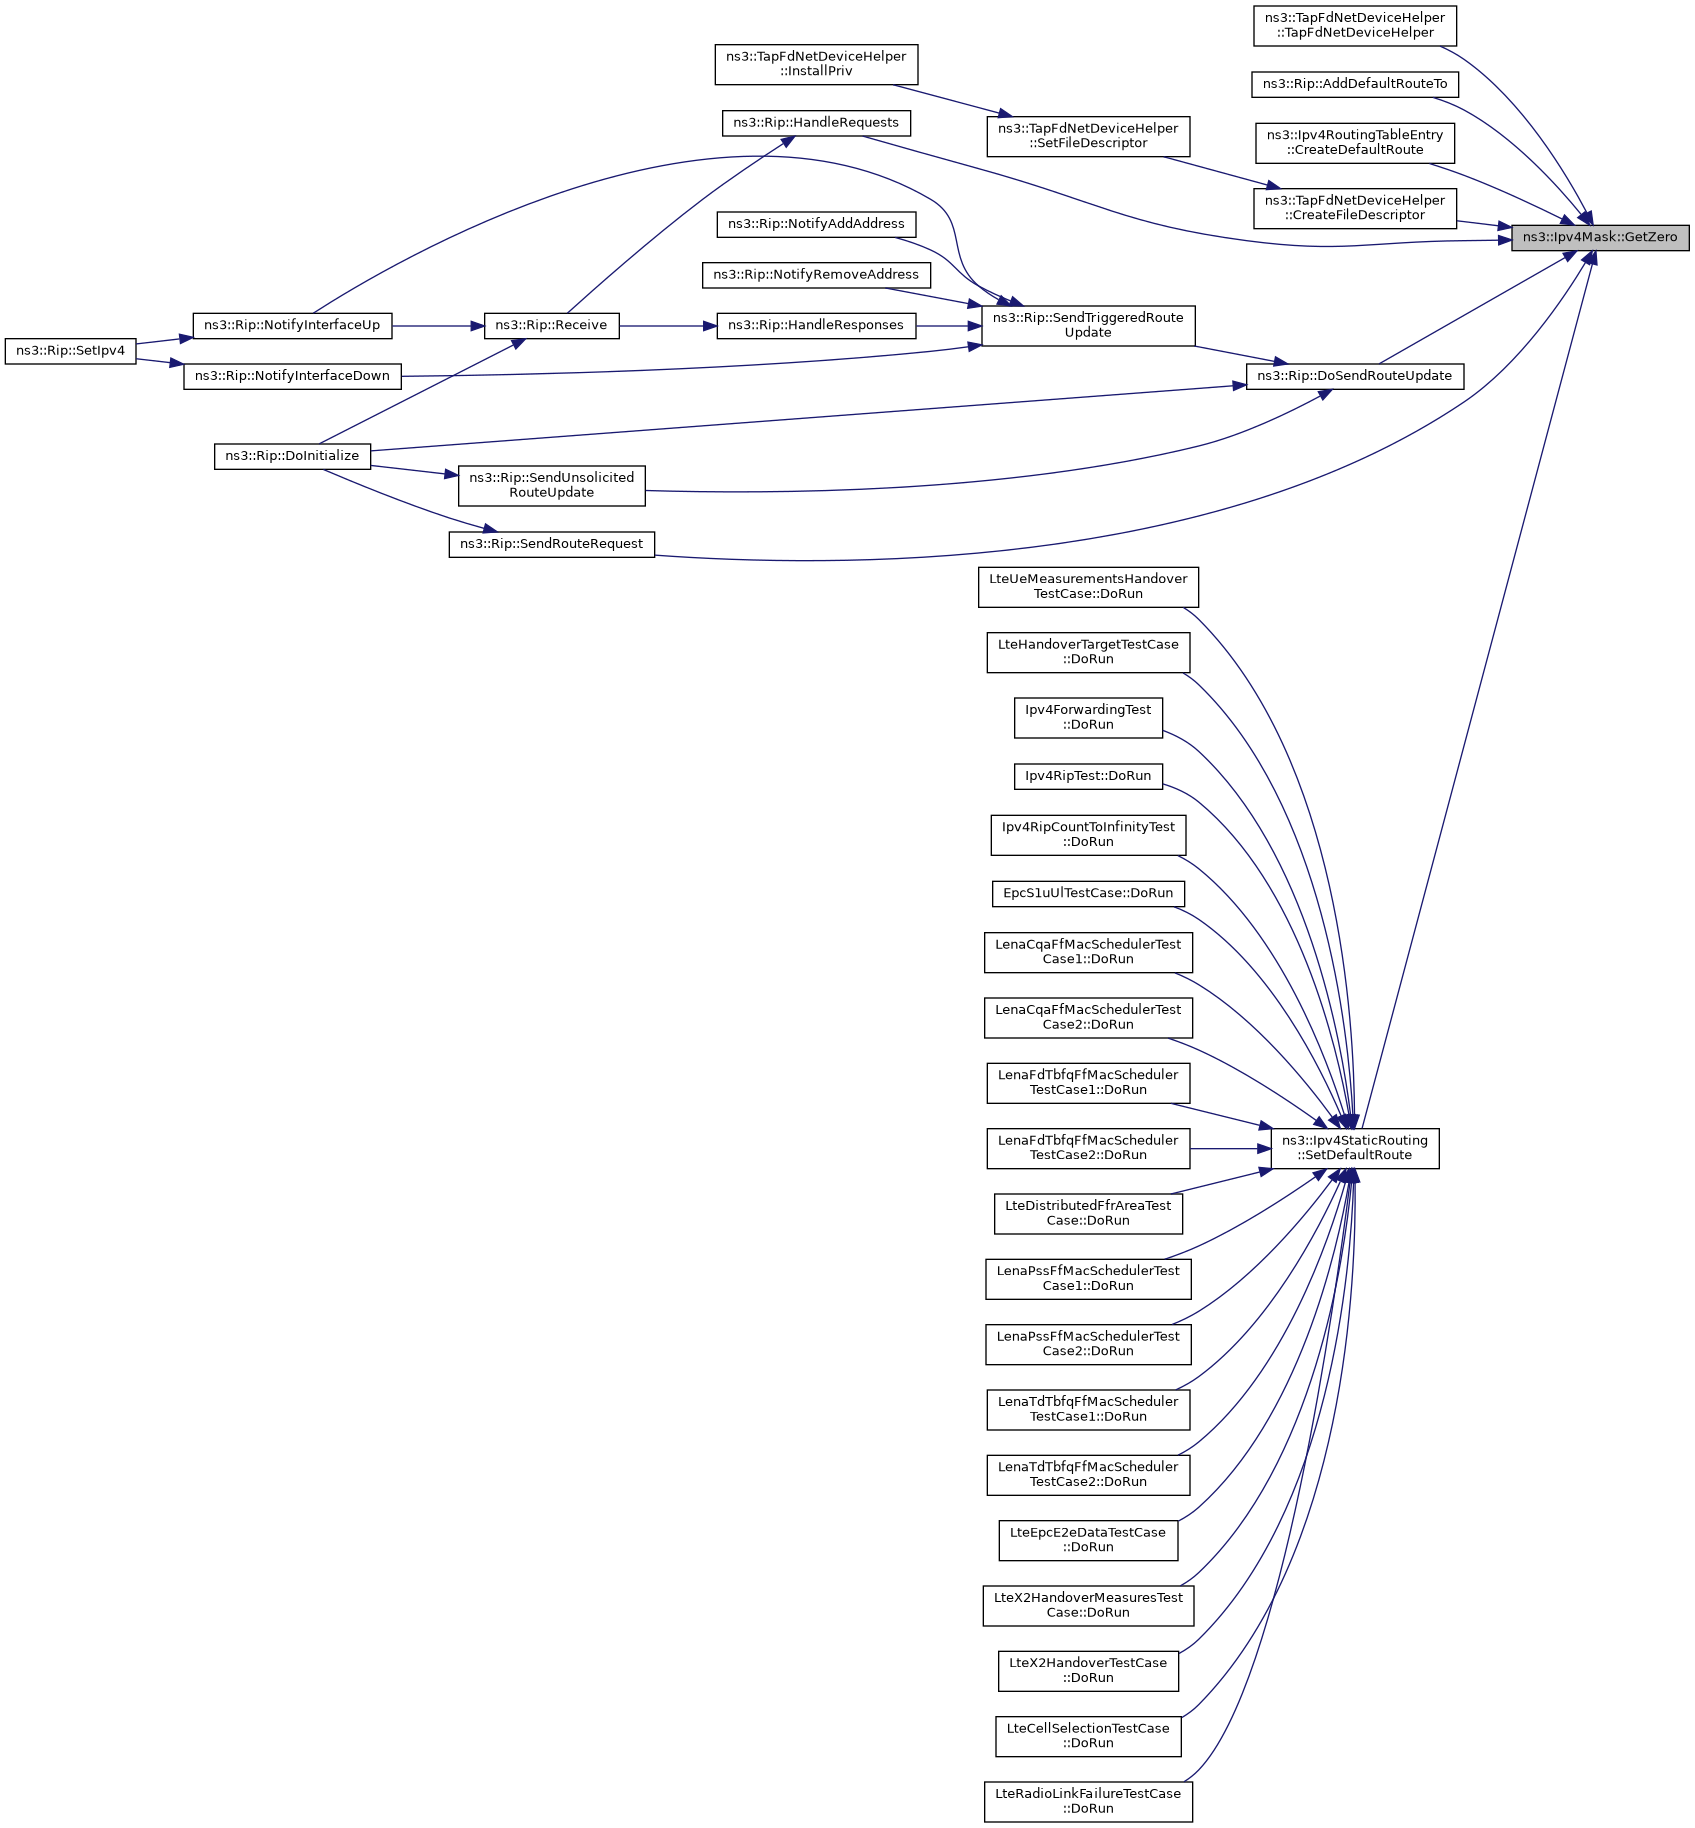 ns3::TapFdNetDeviceHelper
::TapFdNetDeviceHelper
ns3::TapFdNetDeviceHelper
::InstallPriv
ns3::Rip::AddDefaultRouteTo
ns3::Rip::HandleRequests
ns3::TapFdNetDeviceHelper
::SetFileDescriptor
ns3::Ipv4RoutingTableEntry
::CreateDefaultRoute
ns3::TapFdNetDeviceHelper
::CreateFileDescriptor
ns3::Rip::NotifyAddAddress
ns3::Ipv4Mask::GetZero
ns3::Rip::NotifyRemoveAddress
ns3::Rip::SetIpv4
ns3::Rip::NotifyInterfaceUp
ns3::Rip::Receive
ns3::Rip::HandleResponses
ns3::Rip::SendTriggeredRoute
Update
ns3::Rip::NotifyInterfaceDown
ns3::Rip::DoSendRouteUpdate
ns3::Rip::DoInitialize
ns3::Rip::SendUnsolicited
RouteUpdate
ns3::Rip::SendRouteRequest
LteUeMeasurementsHandover
TestCase::DoRun
LteHandoverTargetTestCase
::DoRun
Ipv4ForwardingTest
::DoRun
Ipv4RipTest::DoRun
Ipv4RipCountToInfinityTest
::DoRun
EpcS1uUlTestCase::DoRun
LenaCqaFfMacSchedulerTest
Case1::DoRun
LenaCqaFfMacSchedulerTest
Case2::DoRun
LenaFdTbfqFfMacScheduler
TestCase1::DoRun
LenaFdTbfqFfMacScheduler
TestCase2::DoRun
ns3::Ipv4StaticRouting
::SetDefaultRoute
LteDistributedFfrAreaTest
Case::DoRun
LenaPssFfMacSchedulerTest
Case1::DoRun
LenaPssFfMacSchedulerTest
Case2::DoRun
LenaTdTbfqFfMacScheduler
TestCase1::DoRun
LenaTdTbfqFfMacScheduler
TestCase2::DoRun
LteEpcE2eDataTestCase
::DoRun
LteX2HandoverMeasuresTest
Case::DoRun
LteX2HandoverTestCase
::DoRun
LteCellSelectionTestCase
::DoRun
LteRadioLinkFailureTestCase
::DoRun